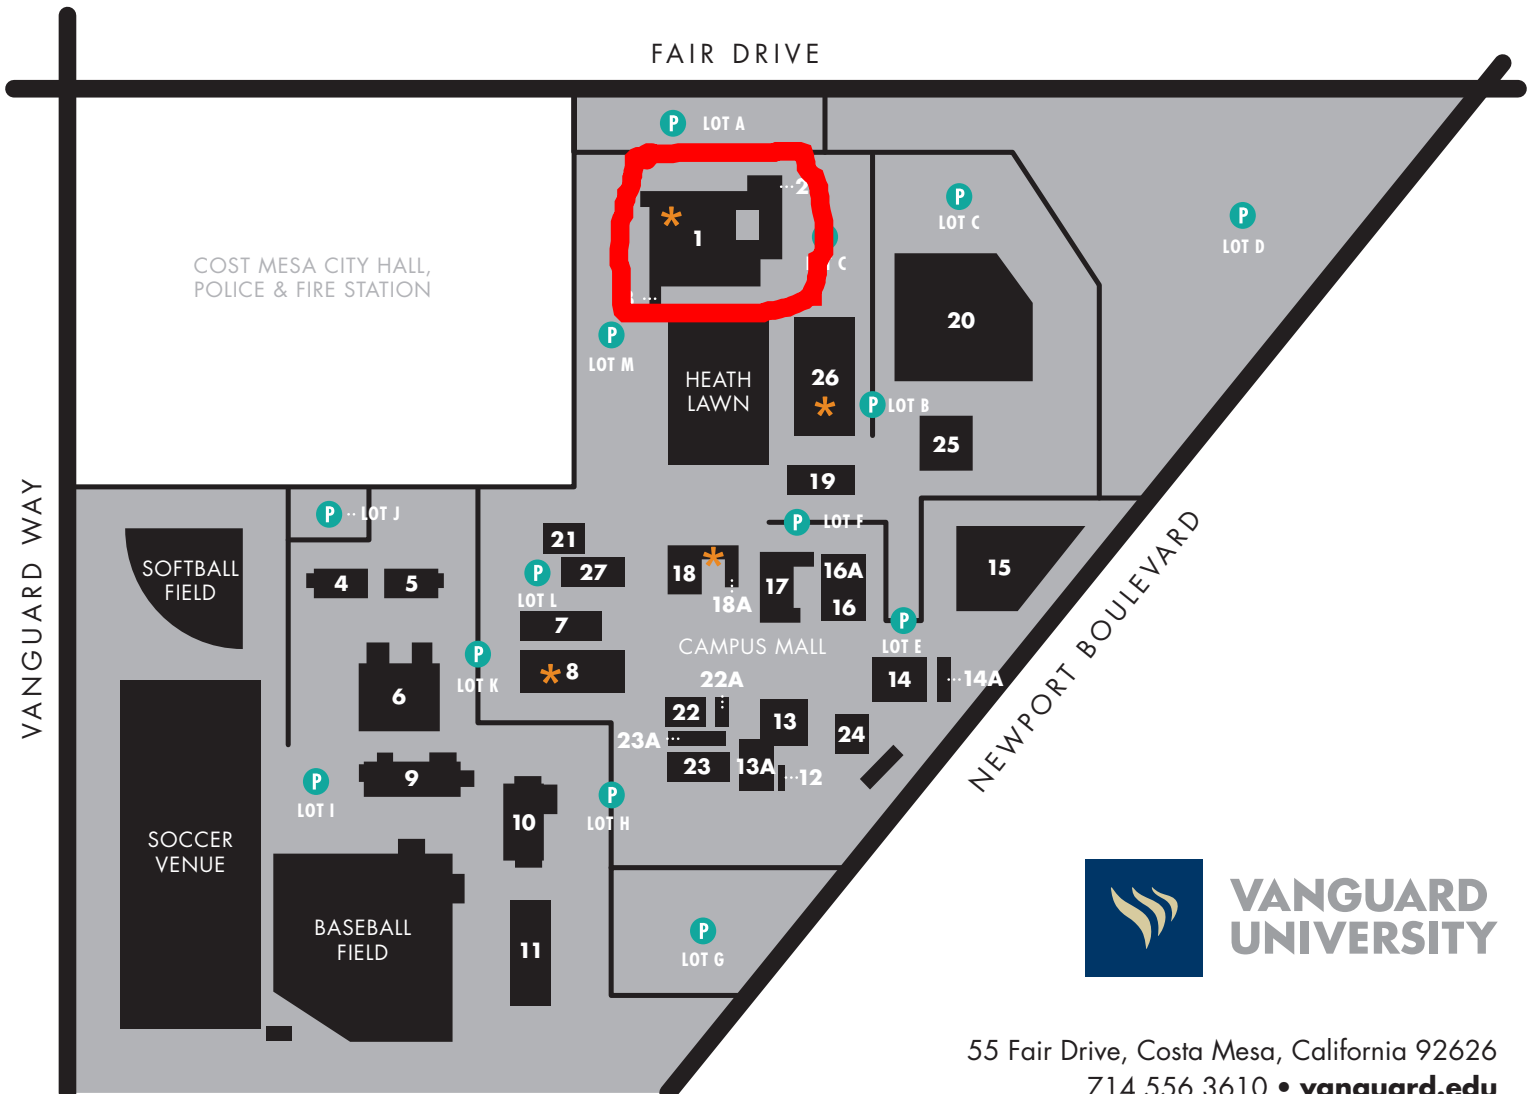 FAIR DRIVE
P LOT A
2
P
LOT C
P
LOT D
1
P
C
COST MESA CITY HALL,
POLICE & FIRE STATION
20
P
LOT M
HEATH
LAWN
26
P LOT B
25
19
VANGUARD WAY
P LOT J
P LOT F
SOFTBALL
FIELD
4
5
21
27
P
LOT L
18
18A
17
16A
16
15
NEWPORT BOULEVARD
7
CAMPUS MALL
P
LOT E
P
LOT K
8
22A
14
14A
6
22
13
24
23A
23
13A
12
9
P
LOT I
10
P
LOT H
SOCCER
VENUE
BASEBALL
FIELD
11
P
LOT G
VANGUARD
UNIVERSITY
55 Fair Drive, Costa Mesa, California 92626
714.556.3610 • vanguard.edu